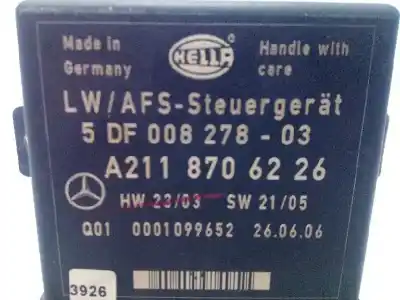 Made in
Germany
HELLA
Handle with
care
LW/AFS-Steuergerät
5 DF 008 278 - 03
A211 870 62 26
HW 22/03 SW 21/05
Q01 0001099652 26.06.06
3926